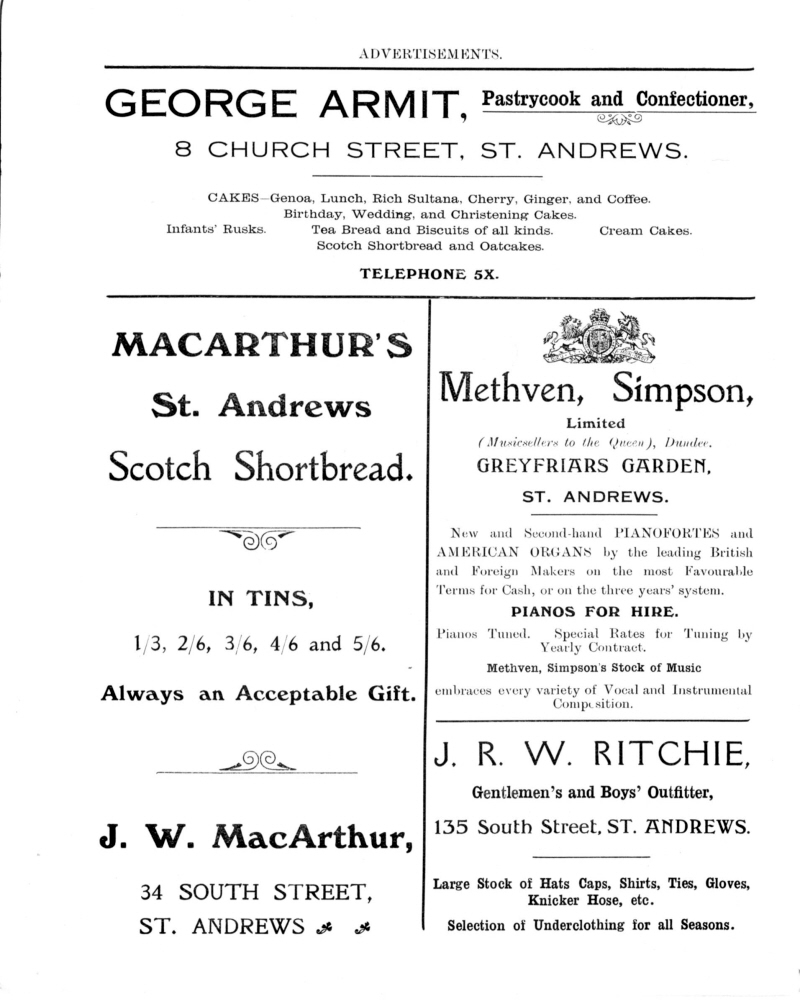 ADVERTISEMENTS.
GEORGE ARMIT, Pastrycook and Confectioner,
8 CHURCH STREET, ST. ANDREWS.
CAKES—Genoa, Lunch, Rich Sultana, Cherry, Ginger, and Coffee.
Birthday, Wedding, and Christening Cakes.
Infants' Rusks. Tea Bread and Biscuits of all kinds. Cream Cakes.
Scotch Shortbread and Oatcakes.
TELEPHONE 5X.
MACARTHUR'S
St. Andrews
Scotch Shortbread.
IN TINS,
1/3, 2/6, 3/6, 4/6 and 5/6.
Always an Acceptable Gift.
J. W. MacArthur,
34 SOUTH STREET,
ST. ANDREWS
Methven, Simpson,
Limited
(Musicsellers to the Queen), Dundee.
GREYFRIARS GARDEN,
ST. ANDREWS.
New and Second-hand PIANOFORTES and
AMERICAN ORGANS by the leading British
and Foreign Makers on the most Favourable
Terms for Cash, or on the three years' system.
PIANOS FOR HIRE.
Pianos Tuned. Special Rates for Tuning by
Yearly Contract.
Methven, Simpson's Stock of Music
embraces every variety of Vocal and Instrumental
Composition.
J. R. W. RITCHIE,
Gentlemen's and Boys' Outfitter,
135 South Street, ST. ANDREWS.
Large Stock of Hats Caps, Shirts, Ties, Gloves,
Knicker Hose, etc.
Selection of Underclothing for all Seasons.